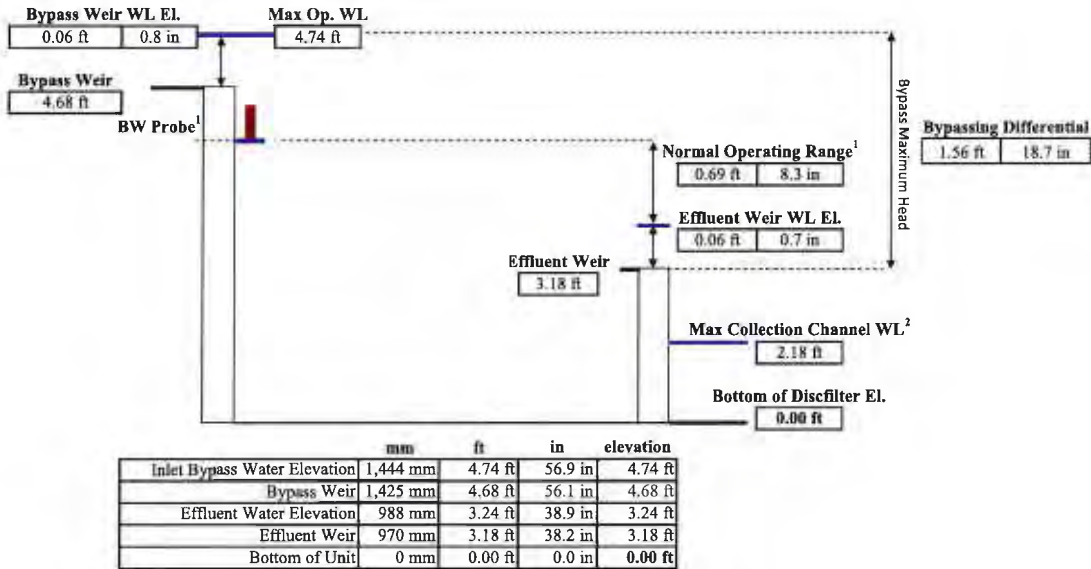 Bypass Weir WL El.
0.06 ft 0.8 in
Max Op. WL
4.74 ft
Bypass Weir
4.68 ft
BW Probe1
Bypass Maximum Head
Bypassing Differential
1.56 ft 18.7 in
Normal Operating Range1
0.69 ft 8.3 in
Effluent Weir WL El.
0.06 ft 0.7 in
Effluent Weir
3.18 ft
Max Collection Channel WL2
2.18 ft
Bottom of Discfilter El.
0.00 ft
mm ft in elevation
Inlet Bypass Water Elevation 1,444 mm 4.74 ft 56.9 in 4.74 ft
Bypass Weir 1,425 mm 4.68 ft 56.1 in 4.68 ft
Effluent Water Elevation 988 mm 3.24 ft 38.9 in 3.24 ft
Effluent Weir 970 mm 3.18 ft 38.2 in 3.18 ft
Bottom of Unit 0 mm 0.00 ft 0.0 in 0.00 ft